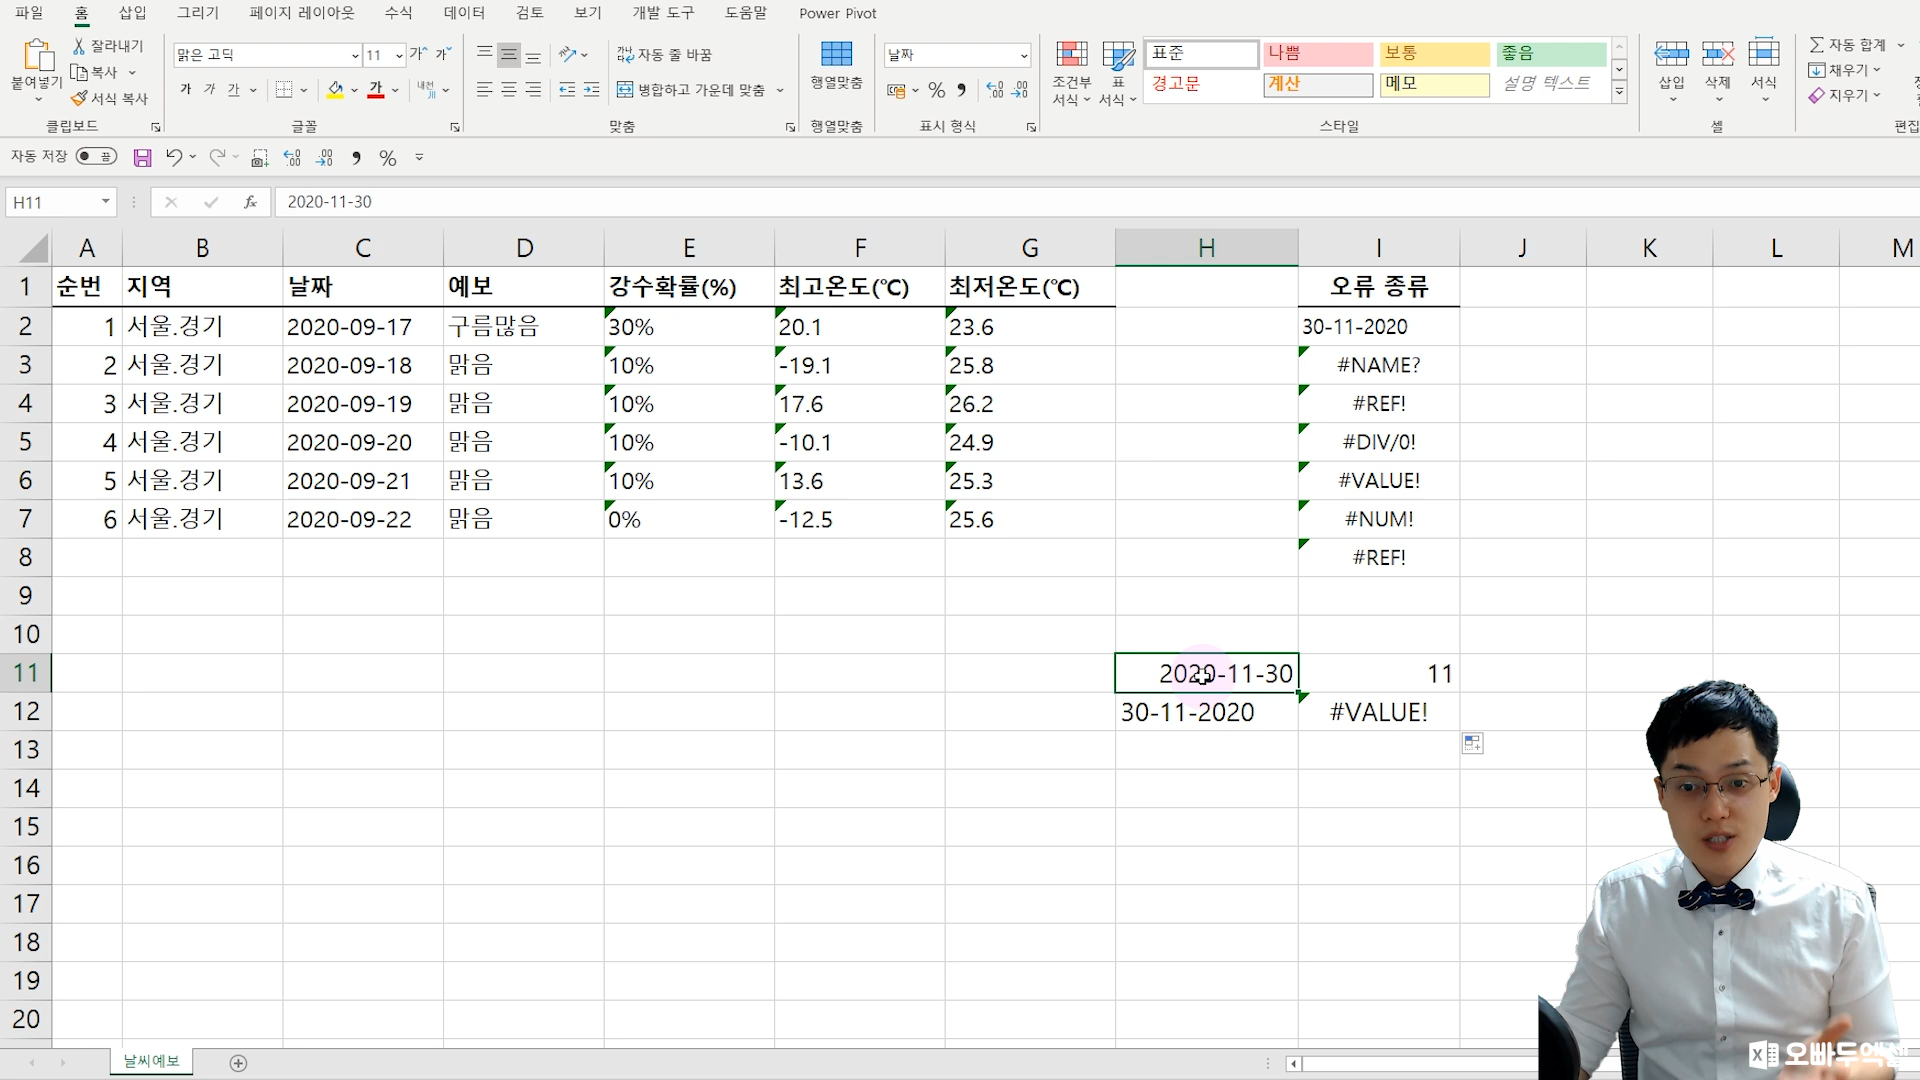 파일 홈 삽입 그리기 페이지 레이아웃 수식 데이터 검토 보기 개발 도구 도움말 Power Pivot
붙여넣기
잘라내기
복사
서식 복사
클립보드
맑은 고딕 11 가 가
가 가 가 가 내천
글꼴
자동 줄 바꿈
병합하고 가운데 맞춤
맞춤
행열맞춤
행열맞춤
날짜
% 9
표시 형식
조건부 서식
표 서식
표준 나쁨 보통 좋음
경고문 계산 메모 설명 텍스트
스타일
삽입 삭제 서식
셀
자동 합계
채우기
지우기
편집
자동 저장 끔
H11 fx 2020-11-30
A B C D E F G H I J K L M
1 순번 지역 날짜 예보 강수확률(%) 최고온도(℃) 최저온도(℃) 오류 종류
2 1 서울.경기 2020-09-17 구름많음 30% 20.1 23.6 30-11-2020
3 2 서울.경기 2020-09-18 맑음 10% -19.1 25.8 #NAME?
4 3 서울.경기 2020-09-19 맑음 10% 17.6 26.2 #REF!
5 4 서울.경기 2020-09-20 맑음 10% -10.1 24.9 #DIV/0!
6 5 서울.경기 2020-09-21 맑음 10% 13.6 25.3 #VALUE!
7 6 서울.경기 2020-09-22 맑음 0% -12.5 25.6 #NUM!
8 #REF!
9
10
11 2020-11-30 11
12 30-11-2020 #VALUE!
13
14
15
16
17
18
19
20
날씨예보
오빠두엑셀